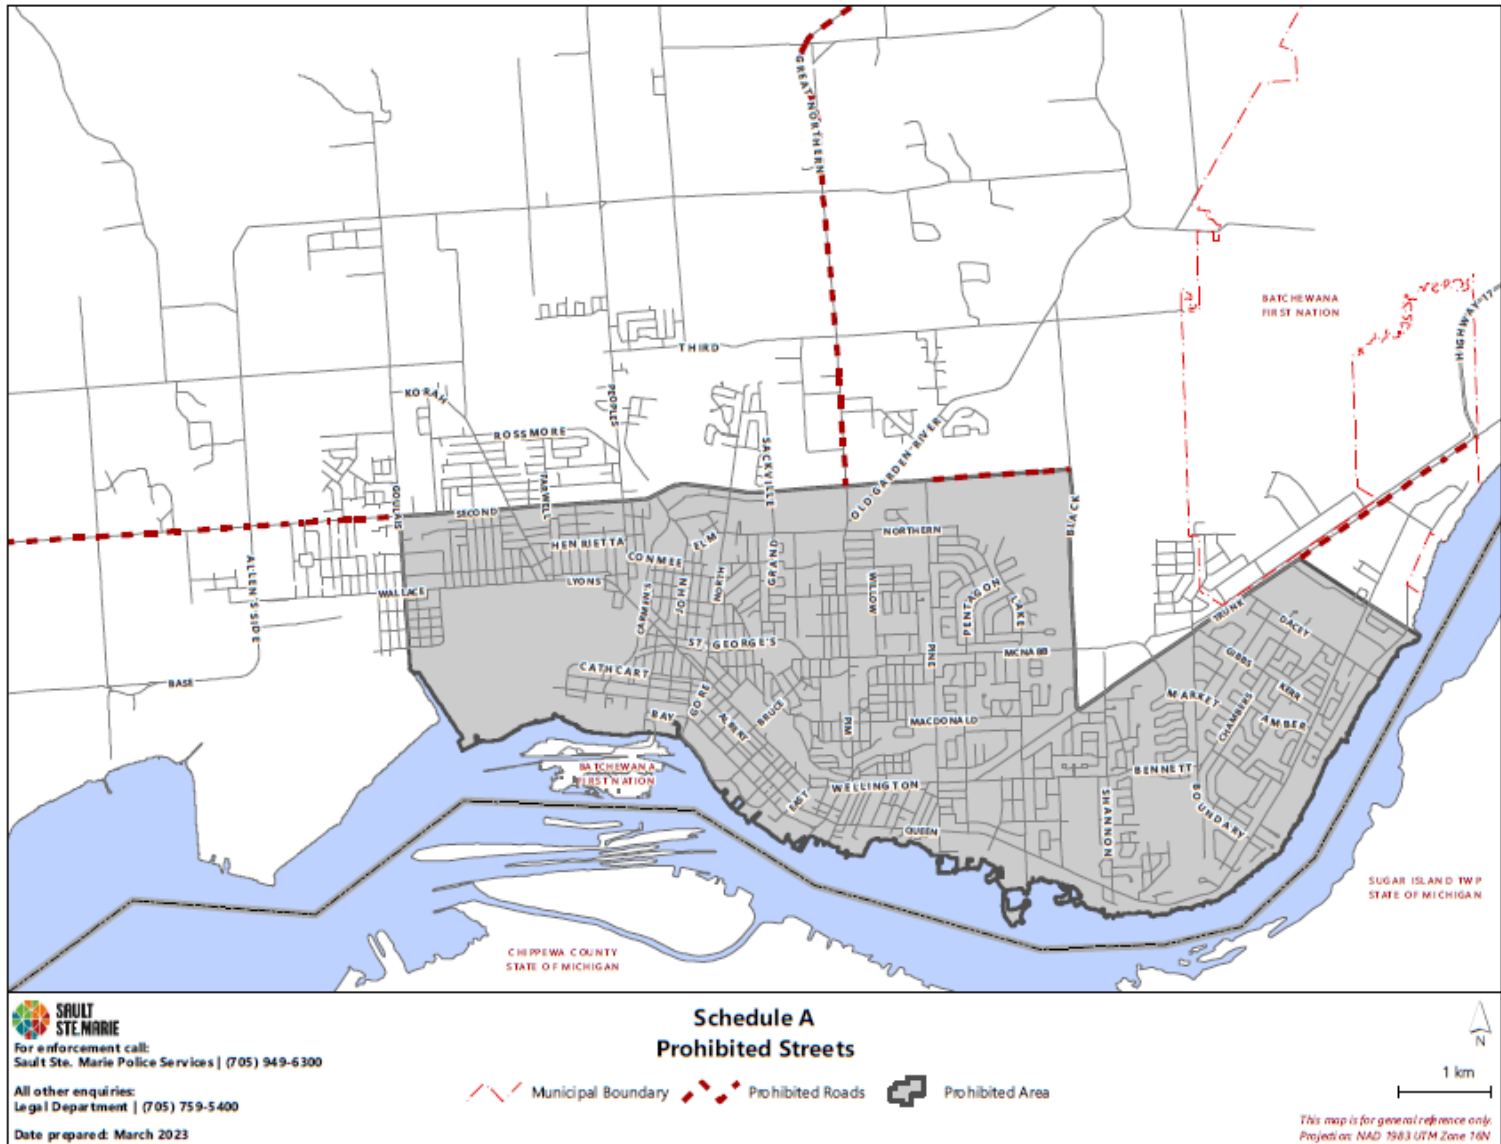 GREAT NORTHERN
BATCHEWANA
FIRST NATION
HIGHWAY 17
THIRD
KORAH
PEOPLES
ROSSMORE
SACKVILLE
OLD GARDEN RIVER
FARWELL
GOULAIS
SECOND
BLACK
NORTHERN
HENRIETTA
ELM
CONMEE
GRAND
ALLEN'S SIDE
WALLACE
LYONS
CARMEN'S
JOHN
NORTH
WILLOW
PENTAGON
LAKE
TRUNK
DACEY
ST. GEORGE'S
PINE
MCNABB
GIBBS
BASE
CATHCART
KERR
MARKET
CHAMBERS
AMBER
BAY
GORE
ALBERT
BRUCE
PIM
MACDONALD
BATCHEWANA
FIRST NATION
BENNETT
EAST
WELLINGTON
SHANNON
BOUNDARY
QUEEN
SUGAR ISLAND TWP
STATE OF MICHIGAN
CHIPPEWA COUNTY
STATE OF MICHIGAN
SAULT
STE.MARIE
For enforcement call:
Sault Ste. Marie Police Services | (705) 949-6300
All other enquiries:
Legal Department | (705) 759-5400
Date prepared: March 2023
Schedule A
Prohibited Streets
Municipal Boundary
Prohibited Roads
Prohibited Area
N
1 km
This map is for general reference only.
Projection: NAD 1983 UTM Zone 16N